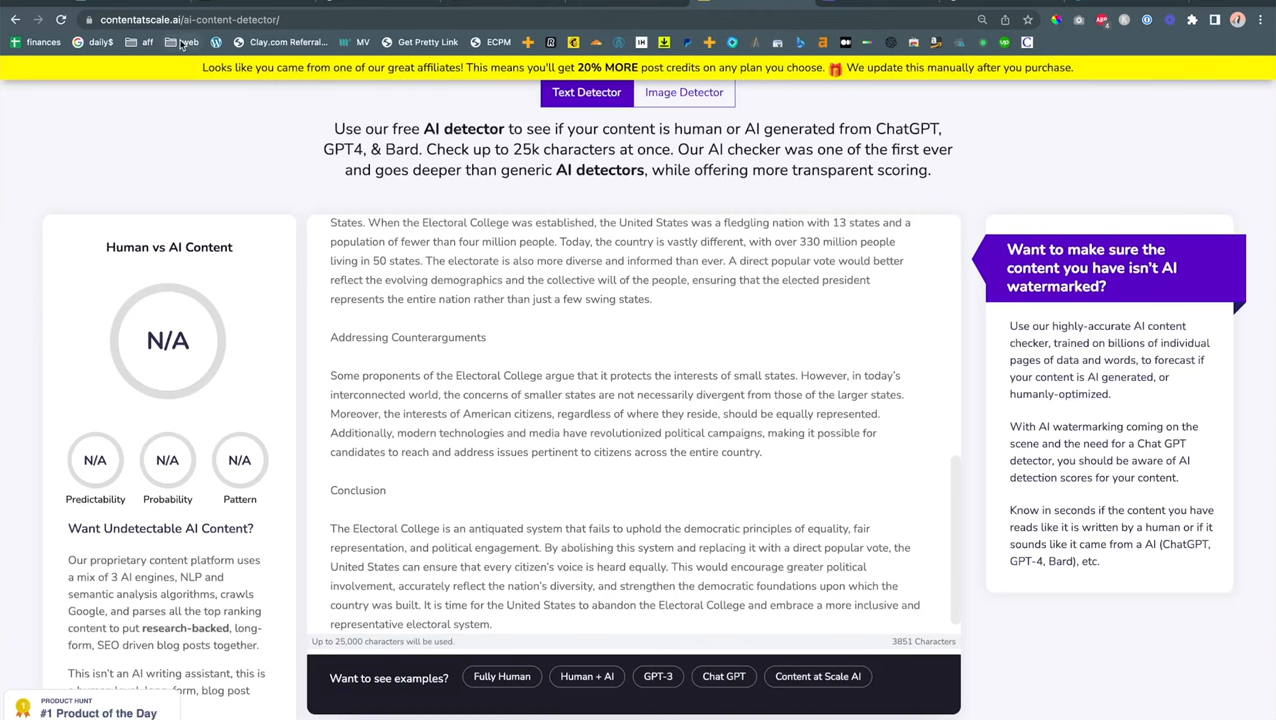 contentatscale.ai/ai-content-detector/
finances daily$ aff web Clay.com Referral... MV Get Pretty Link ECPM
Looks like you came from one of our great affiliates! This means you'll get 20% MORE post credits on any plan you choose. We update this manually after you purchase.
Text Detector Image Detector
Use our free AI detector to see if your content is human or AI generated from ChatGPT,
GPT4, & Bard. Check up to 25k characters at once. Our AI checker was one of the first ever
and goes deeper than generic AI detectors, while offering more transparent scoring.
Human vs AI Content
N/A
N/A N/A N/A
Predictability Probability Pattern
Want Undetectable AI Content?
Our proprietary content platform uses
a mix of 3 AI engines, NLP and
semantic analysis algorithms, crawls
Google, and parses all the top ranking
content to put research-backed, long-
form, SEO driven blog posts together.
This isn't an AI writing assistant, this is
PRODUCT HUNT
#1 Product of the Day
States. When the Electoral College was established, the United States was a fledgling nation with 13 states and a
population of fewer than four million people. Today, the country is vastly different, with over 330 million people
living in 50 states. The electorate is also more diverse and informed than ever. A direct popular vote would better
reflect the evolving demographics and the collective will of the people, ensuring that the elected president
represents the entire nation rather than just a few swing states.
Addressing Counterarguments
Some proponents of the Electoral College argue that it protects the interests of small states. However, in today's
interconnected world, the concerns of smaller states are not necessarily divergent from those of the larger states.
Moreover, the interests of American citizens, regardless of where they reside, should be equally represented.
Additionally, modern technologies and media have revolutionized political campaigns, making it possible for
candidates to reach and address issues pertinent to citizens across the entire country.
Conclusion
The Electoral College is an antiquated system that fails to uphold the democratic principles of equality, fair
representation, and political engagement. By abolishing this system and replacing it with a direct popular vote, the
United States can ensure that every citizen's voice is heard equally. This would encourage greater political
involvement, accurately reflect the nation's diversity, and strengthen the democratic foundations upon which the
country was built. It is time for the United States to abandon the Electoral College and embrace a more inclusive and
representative electoral system.
Up to 25,000 characters will be used. 3851 Characters
Want to see examples? Fully Human Human + AI GPT-3 Chat GPT Content at Scale AI
Want to make sure the
content you have isn't AI
watermarked?
Use our highly-accurate AI content
checker, trained on billions of individual
pages of data and words, to forecast if
your content is AI generated, or
humanly-optimized.
With AI watermarking coming on the
scene and the need for a Chat GPT
detector, you should be aware of AI
detection scores for your content.
Know in seconds if the content you have
reads like it is written by a human or if it
sounds like it came from a AI (ChatGPT,
GPT-4, Bard), etc.